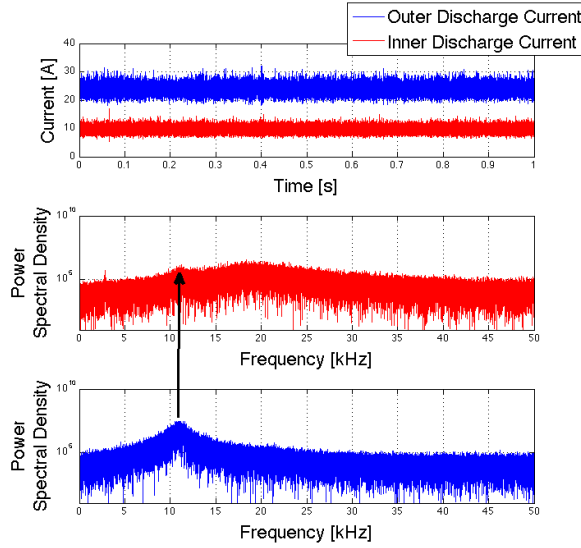 Outer Discharge Current
Inner Discharge Current
Current [A]
40
30
20
10
0
0 0.1 0.2 0.3 0.4 0.5 0.6 0.7 0.8 0.9 1
Time [s]
Power
Spectral Density
10^10
10^5
0 5 10 15 20 25 30 35 40 45 50
Frequency [kHz]
Power
Spectral Density
10^10
10^5
0 5 10 15 20 25 30 35 40 45 50
Frequency [kHz]